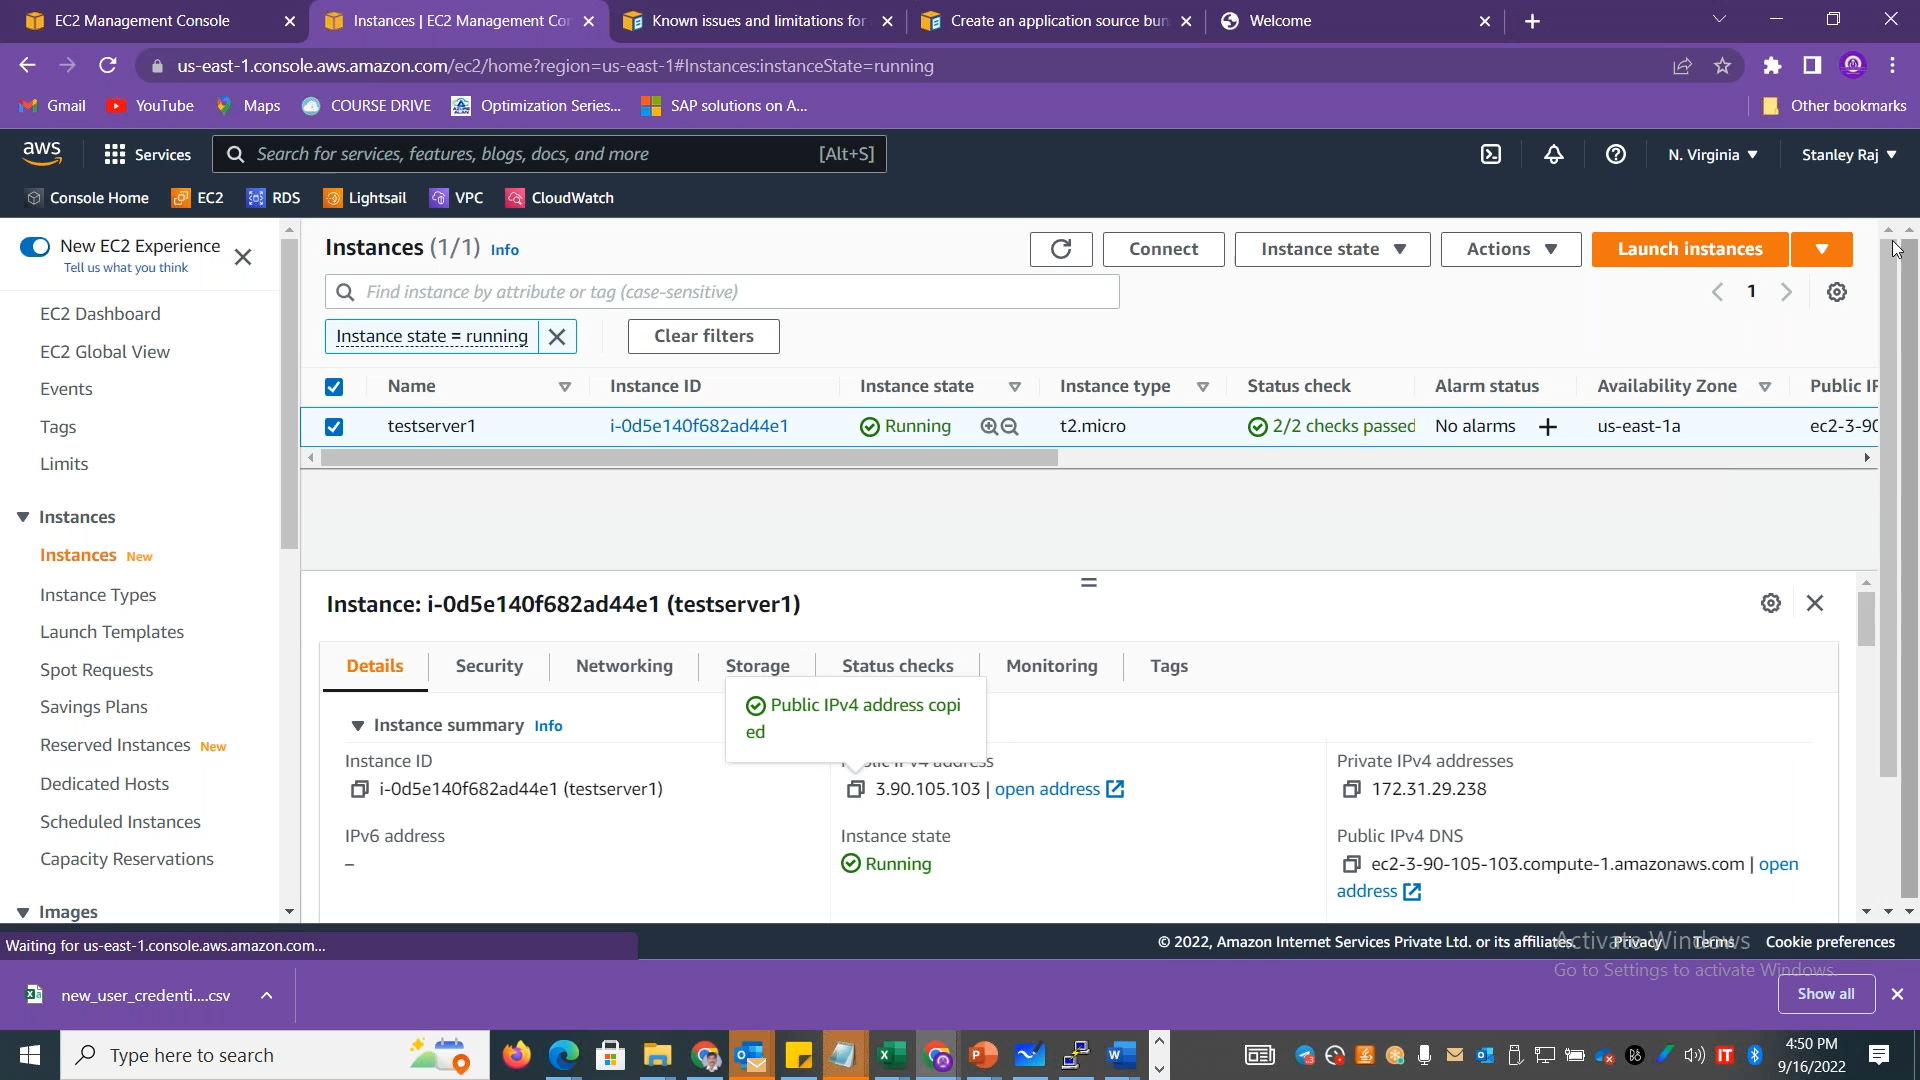 EC2 Management Console
Instances | EC2 Management Con
Known issues and limitations for
Create an application source bun
Welcome
us-east-1.console.aws.amazon.com/ec2/home?region=us-east-1#Instances:instanceState=running
Gmail YouTube Maps COURSE DRIVE Optimization Series... SAP solutions on A... Other bookmarks
aws Services Search for services, features, blogs, docs, and more [Alt+S] N. Virginia Stanley Raj
Console Home EC2 RDS Lightsail VPC CloudWatch
New EC2 Experience
Tell us what you think
EC2 Dashboard
EC2 Global View
Events
Tags
Limits
Instances
Instances New
Instance Types
Launch Templates
Spot Requests
Savings Plans
Reserved Instances New
Dedicated Hosts
Scheduled Instances
Capacity Reservations
Images
Instances (1/1) Info Connect Instance state Actions Launch instances
Find instance by attribute or tag (case-sensitive) 1
Instance state = running Clear filters
Name Instance ID Instance state Instance type Status check Alarm status Availability Zone Public IP
testserver1 i-0d5e140f682ad44e1 Running t2.micro 2/2 checks passed No alarms us-east-1a ec2-3-90
Instance: i-0d5e140f682ad44e1 (testserver1)
Details Security Networking Storage Status checks Monitoring Tags
Public IPv4 address copi
ed
Instance summary Info
Instance ID
i-0d5e140f682ad44e1 (testserver1)
3.90.105.103 | open address
Private IPv4 addresses
172.31.29.238
IPv6 address
–
Instance state
Running
Public IPv4 DNS
ec2-3-90-105-103.compute-1.amazonaws.com | open
address
Waiting for us-east-1.console.aws.amazon.com...
© 2022, Amazon Internet Services Private Ltd. or its affiliates. Privacy Terms Cookie preferences
Activate Windows
Go to Settings to activate Windows.
new_user_credenti....csv
Show all
Type here to search
4:50 PM
9/16/2022